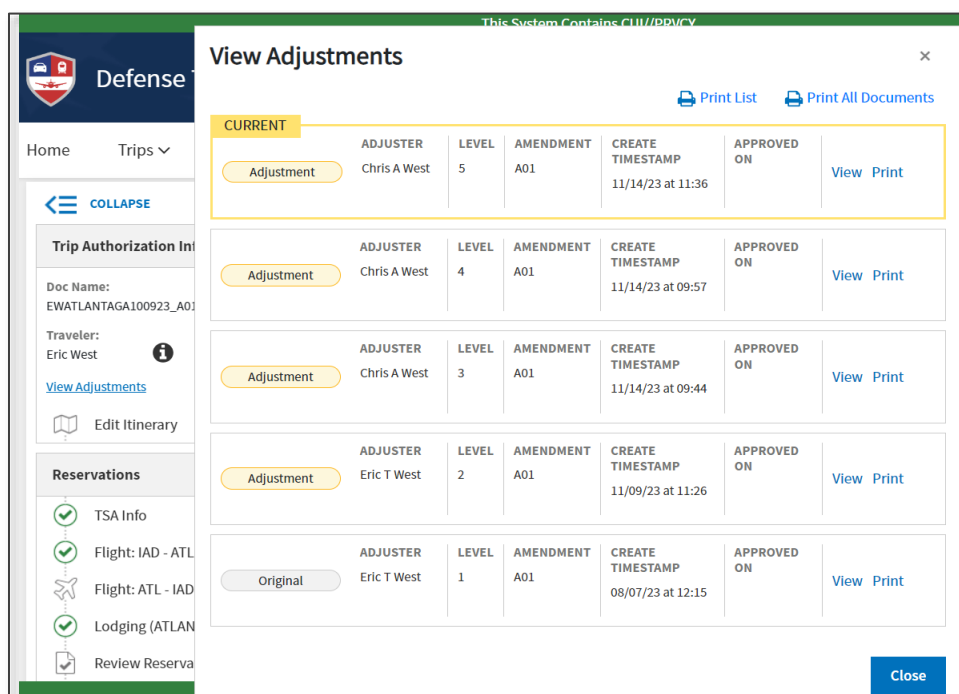 This System Contains CUI//PRVCY
Defense
View Adjustments
×
Print List Print All Documents
Home Trips
COLLAPSE
Trip Authorization
Doc Name:
EWATLANTAGA100923_A01
Traveler:
Eric West
View Adjustments
Edit Itinerary
Reservations
TSA Info
Flight: IAD - ATL
Flight: ATL - IAD
Lodging (ATLAN
Review
CURRENT
Adjustment
ADJUSTER LEVEL AMENDMENT CREATE TIMESTAMP APPROVED ON
Chris A West 5 A01 11/14/23 at 11:36 View Print
Adjustment
ADJUSTER LEVEL AMENDMENT CREATE TIMESTAMP APPROVED ON
Chris A West 4 A01 11/14/23 at 09:57 View Print
Adjustment
ADJUSTER LEVEL AMENDMENT CREATE TIMESTAMP APPROVED ON
Chris A West 3 A01 11/14/23 at 09:44 View Print
Adjustment
ADJUSTER LEVEL AMENDMENT CREATE TIMESTAMP APPROVED ON
Eric T West 2 A01 11/09/23 at 11:26 View Print
Original
ADJUSTER LEVEL AMENDMENT CREATE TIMESTAMP APPROVED ON
Eric T West 1 A01 08/07/23 at 12:15 View Print
Close